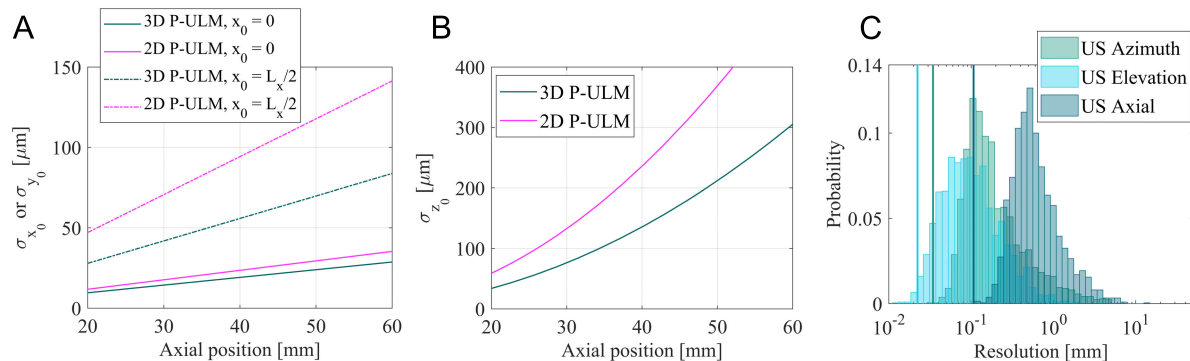 A
3D P-ULM, x₀ = 0
2D P-ULM, x₀ = 0
3D P-ULM, x₀ = Lₓ/2
2D P-ULM, x₀ = Lₓ/2
150
100
50
0
σx₀ or σy₀ [μm]
20 30 40 50 60
Axial position [mm]
B
3D P-ULM
2D P-ULM
400
300
200
100
0
σz₀ [μm]
20 30 40 50 60
Axial position [mm]
C
US Azimuth
US Elevation
US Axial
0.14
0.1
0.05
0
Probability
10⁻² 10⁻¹ 10⁰ 10¹
Resolution [mm]